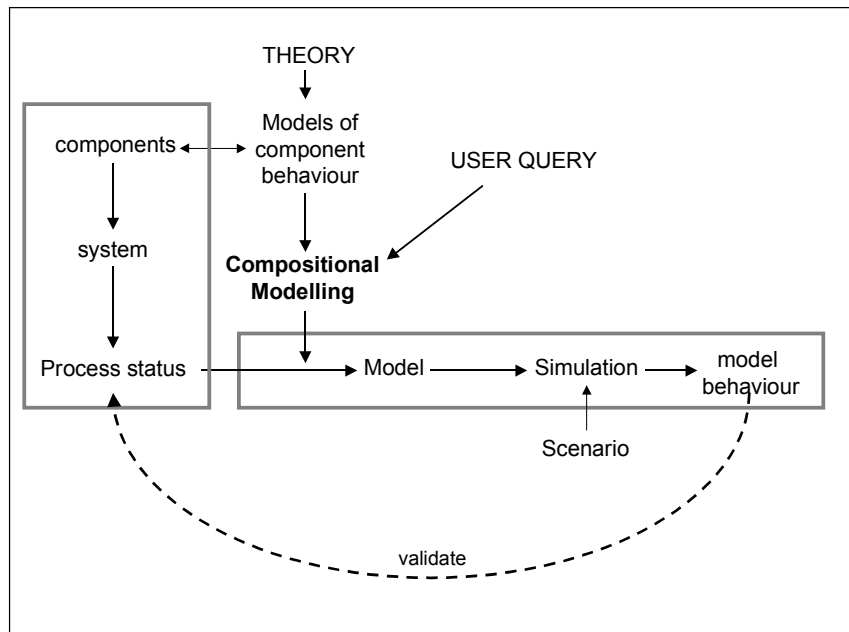 THEORY
Models of
component
behaviour
components
USER QUERY
system
Compositional
Modelling
Process status
Model
Simulation
model
behaviour
Scenario
validate